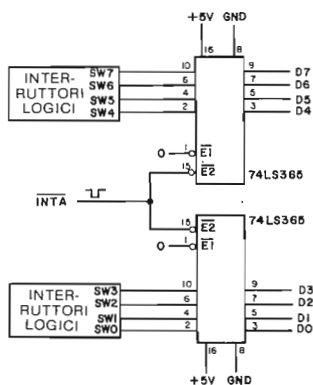 +5V GND
16 8
INTER-
RUTTORI
LOGICI
SW7 10 9 D7
SW6 6 7 D6
SW5 4 5 D5
SW4 2 3 D4
0 1 E1
15 E2
74LS365
INTA
74LS365
15 E2
0 1 E1
INTER-
RUTTORI
LOGICI
SW3 10 9 D3
SW2 6 7 D2
SW1 4 5 D1
SW0 2 3 D0
16 8
+5V GND